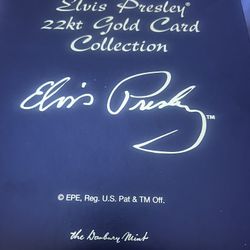 Elvis Presley®
22kt Gold Card
Collection
Elvis Presley™
© EPE, Reg. U.S. Pat & TM Off.
The Danbury Mint